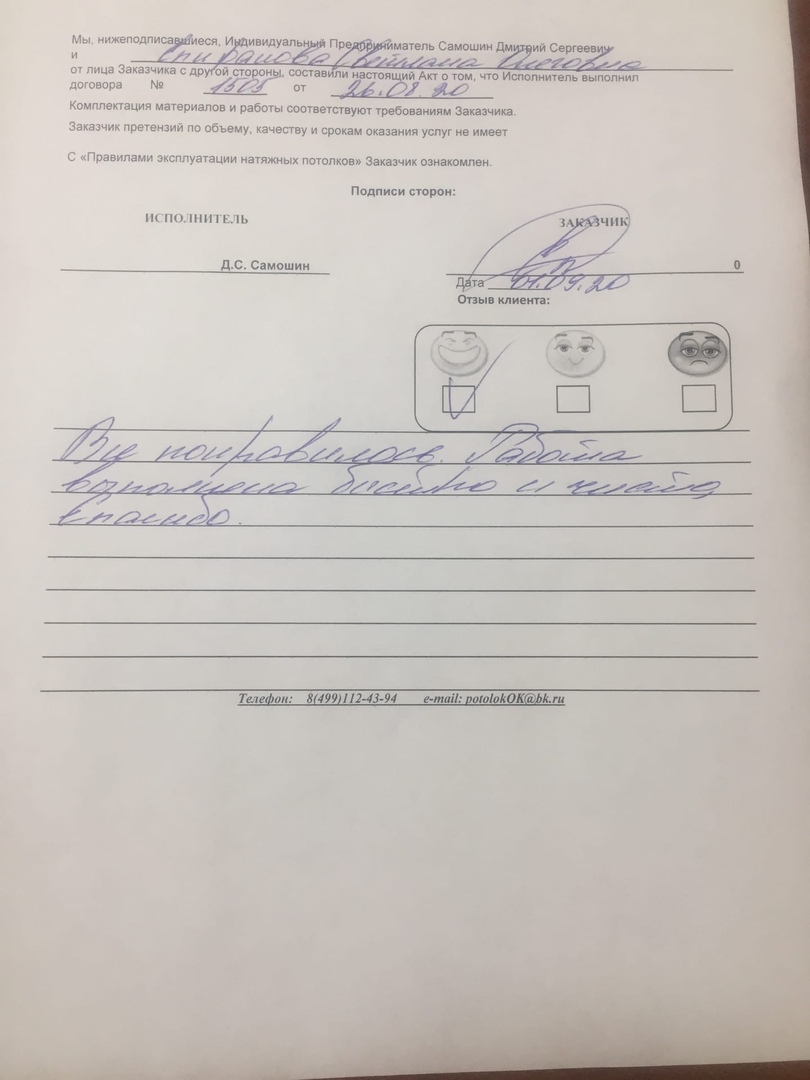 Мы, нижеподписавшиеся, Индивидуальный Предприниматель Самошин Дмитрий Сергеевич
и Светлана Олеговна
от лица Заказчика с другой стороны, составили настоящий Акт о том, что Исполнитель выполнил
договора № 1505 от 26.08.20
Комплектация материалов и работы соответствуют требованиям Заказчика.
Заказчик претензий по объему, качеству и срокам оказания услуг не имеет
С «Правилами эксплуатации натяжных потолков» Заказчик ознакомлен.
Подписи сторон:
ИСПОЛНИТЕЛЬ ЗАКАЗЧИК
Д.С. Самошин 0
Дата 01.09.20
Отзыв клиента:
Все понравилось. Работа
выполнена быстро и чисто,
спасибо.
Телефон: 8(499)112-43-94 e-mail: potolokOK@bk.ru